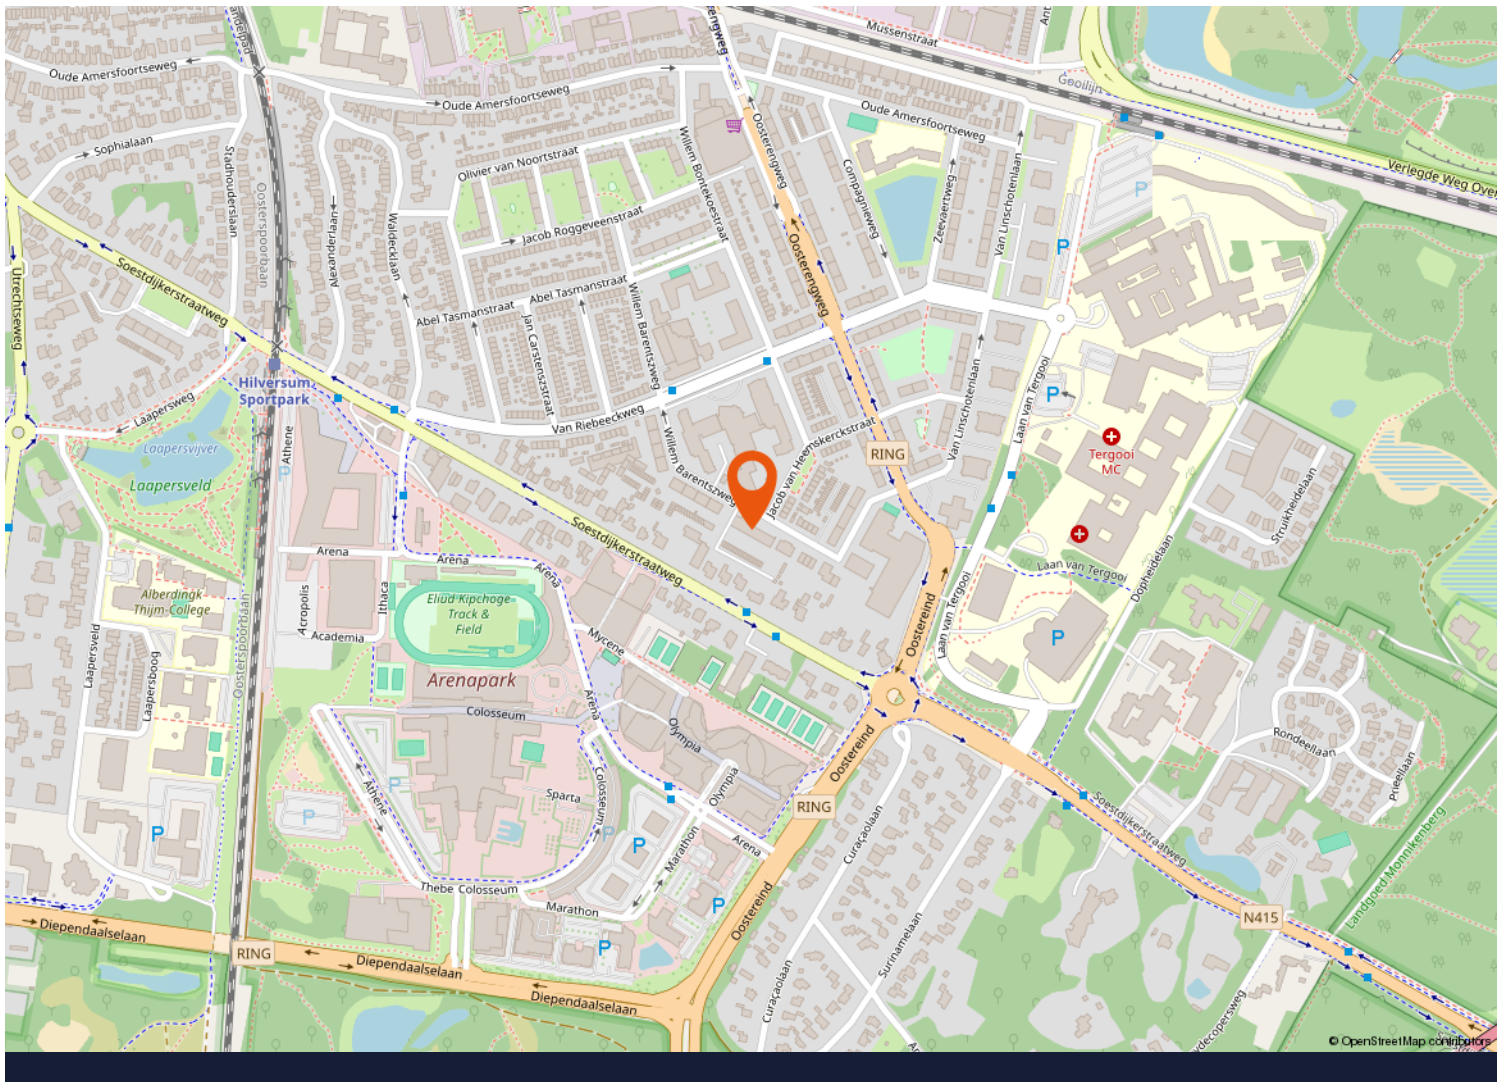 Mussenstraat
Gooilijn
Oude Amersfoortseweg
Oude Amersfoortseweg
Oude Amersfoortseweg
Sophialaan
Stadhouderslaan
Oosterspoorbaan
Alexanderlaan
Waldecklaan
Olivier van Noortstraat
Willem Bontekoestraat
Oosterengweg
Compagnieweg
Zeevaertweg
Van Linschotenlaan
P
P
Verlegde Weg Over
Jacob Roggeveenstraat
Oosterengweg
Utrechtseweg
Soestdijkerstraatweg
Abel Tasmanstraat
Abel Tasmanstraat
Jan Carstenszstraat
Willem Barentszweg
Hilversum
Sportpark
Laapersweg
Van Riebeeckweg
Van Linschotenlaan
Laan van Tergooi
P
Tergooi
MC
Struikheidelaan
Athene
P
Laapersvijver
Laapersveld
Willem Barentszweg
Jacob van Heemskerckstraat
RING
Soestdijkerstraatweg
Arena
Arena
Arena
Laan van Tergooi
Dopheidelaan
Alberdingk
Thijm-College
Acropolis
Ithaca
Academia
Eliud Kipchoge
Track &
Field
Mycene
Oostereind
Laan van Tergooi
P
Laapersveld
Laapersboog
Oosterspoorbaan
Arenapark
Colosseum
Arena
Olympia
Oostereind
Rondeellaan
Prieellaan
Athene
P
P
P
Sparta
Colosseum
P
P
Olympia
Marathon
Arena
RING
Curaçaolaan
Soestdijkerstraatweg
Landgoed Monnikenberg
Thebe Colosseum
Marathon
P
P
Oostereind
N415
Diependaalselaan
RING
Diependaalselaan
Diependaalselaan
Curaçaolaan
Surinamelaan
© OpenStreetMap contributors